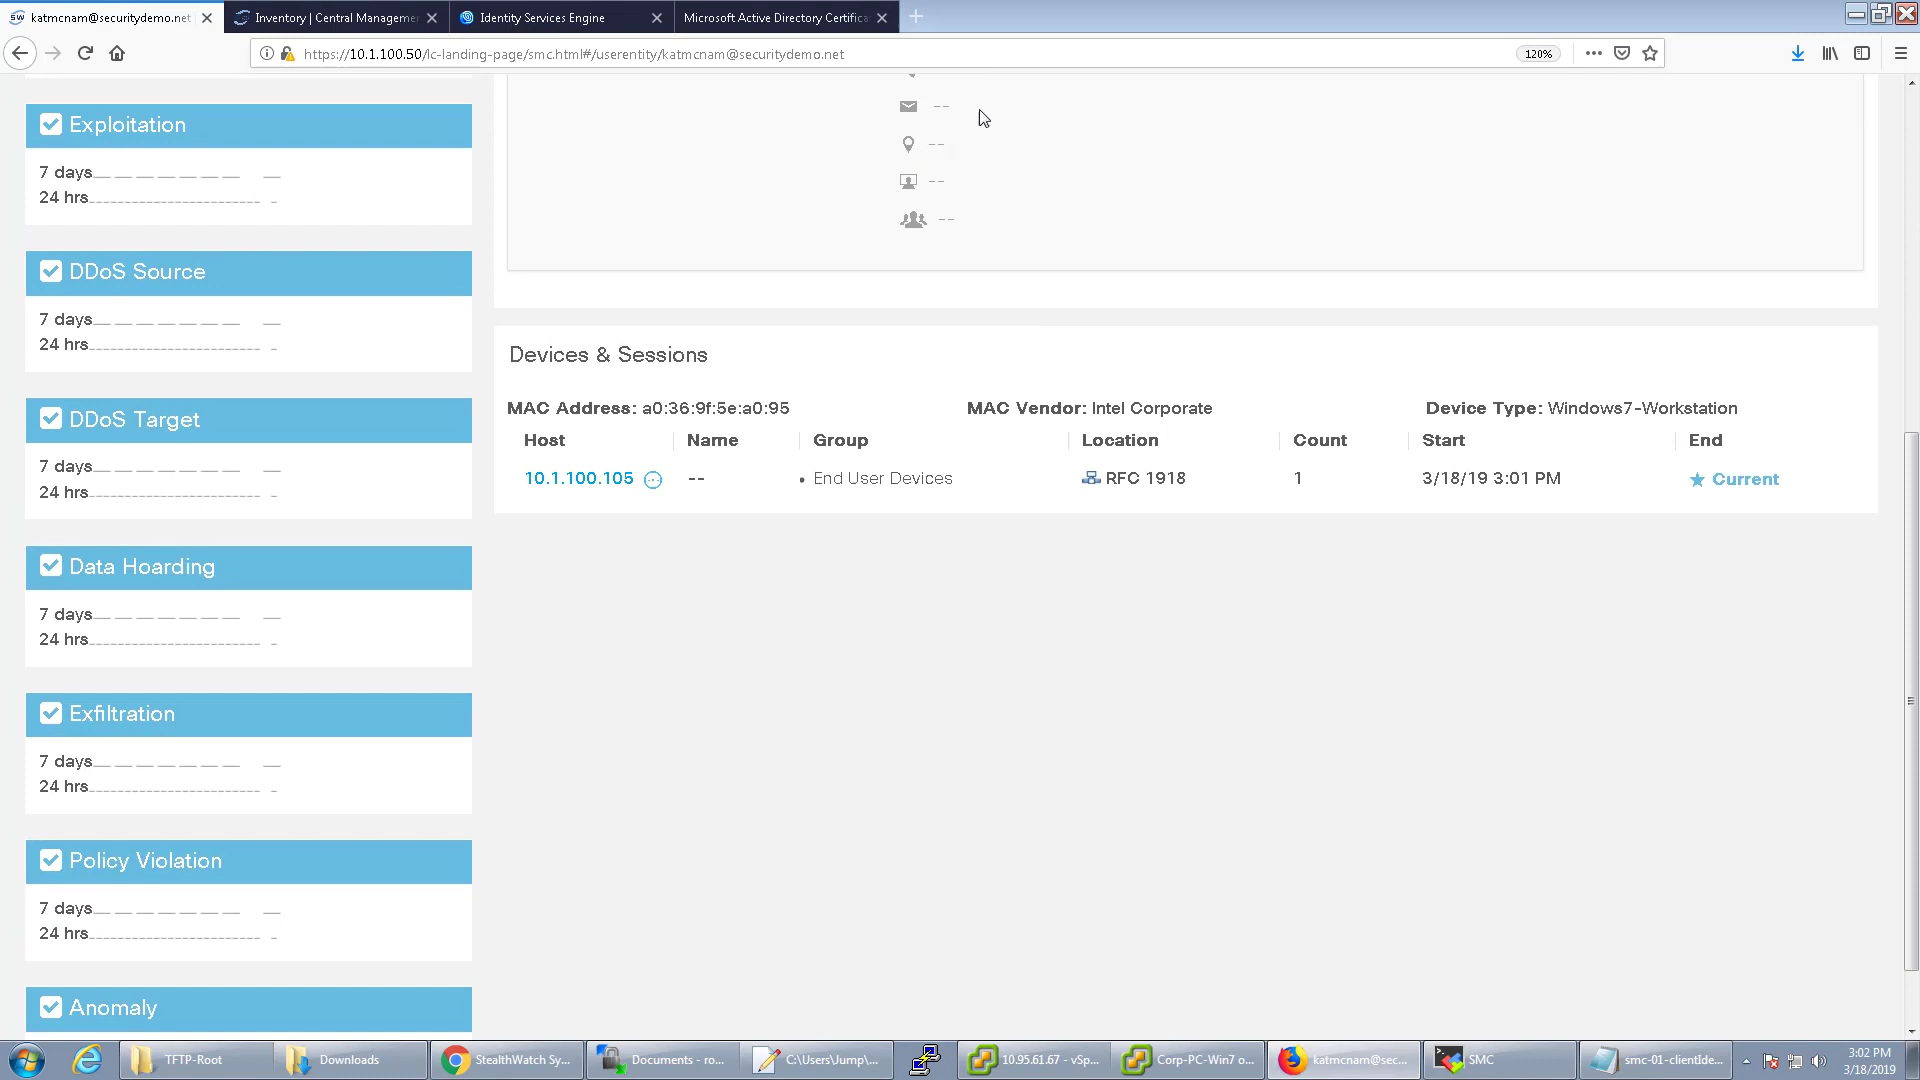 katmcnam@securitydemo.net
Inventory | Central Managemer
Identity Services Engine
Microsoft Active Directory Certifica
https://10.1.100.50/lc-landing-page/smc.html#/userentity/katmcnam@securitydemo.net
120%
--
--
--
--
Exploitation
7 days
24 hrs
DDoS Source
7 days
24 hrs
DDoS Target
7 days
24 hrs
Data Hoarding
7 days
24 hrs
Exfiltration
7 days
24 hrs
Policy Violation
7 days
24 hrs
Anomaly
Devices & Sessions
MAC Address: a0:36:9f:5e:a0:95 MAC Vendor: Intel Corporate Device Type: Windows7-Workstation
Host Name Group Location Count Start End
10.1.100.105 -- • End User Devices RFC 1918 1 3/18/19 3:01 PM Current
TFTP-Root
Downloads
StealthWatch Sy...
Documents - ro...
C:\Users\Jump\...
10.95.61.67 - vSp...
Corp-PC-Win7 o...
katmcnam@sec...
SMC
smc-01-clientIde...
3:02 PM
3/18/2019